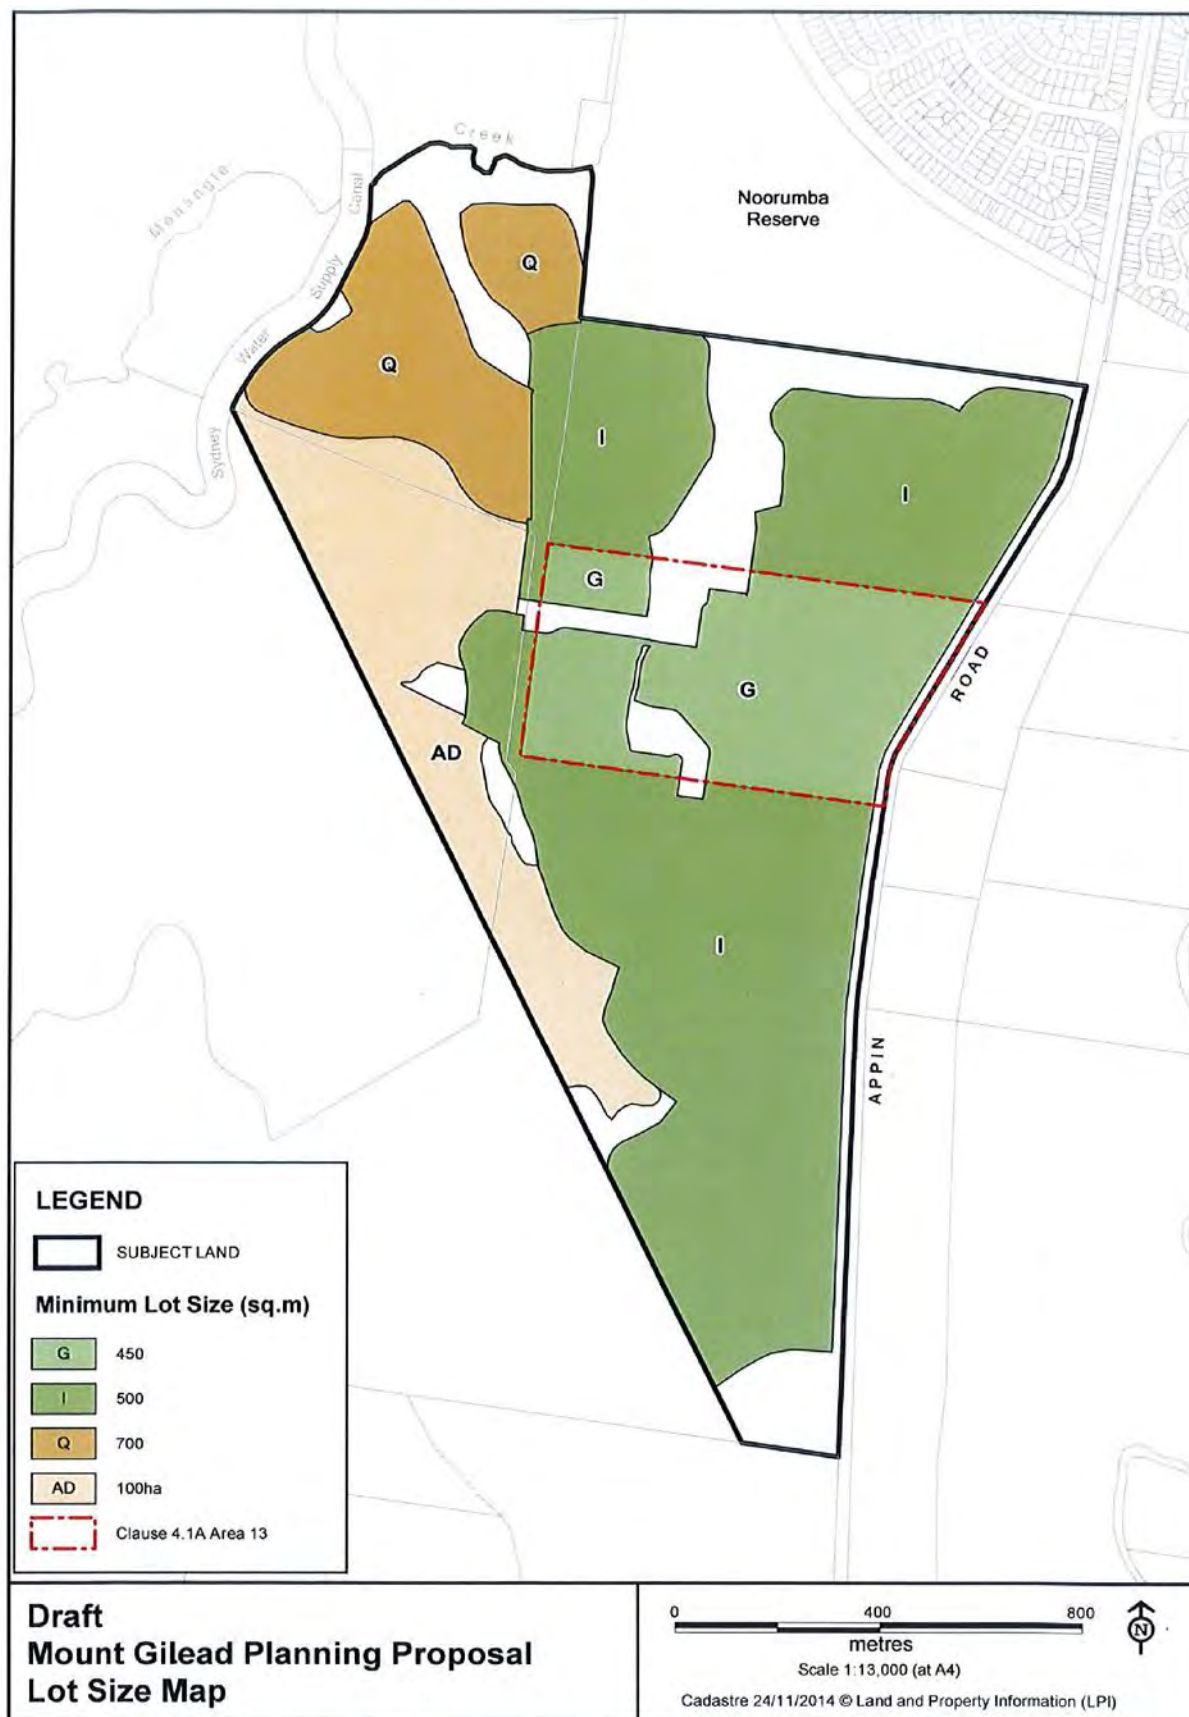 Creek
Menangle
Canal
Supply
Water
Sydney
Noorumba
Reserve
Q
Q
I
I
G
G
ROAD
AD
I
APPIN
LEGEND
SUBJECT LAND
Minimum Lot Size (sq.m)
G 450
I 500
Q 700
AD 100ha
Clause 4.1A Area 13
Draft
Mount Gilead Planning Proposal
Lot Size Map
0 400 800
metres
Scale 1:13,000 (at A4)
N
Cadastre 24/11/2014 © Land and Property Information (LPI)